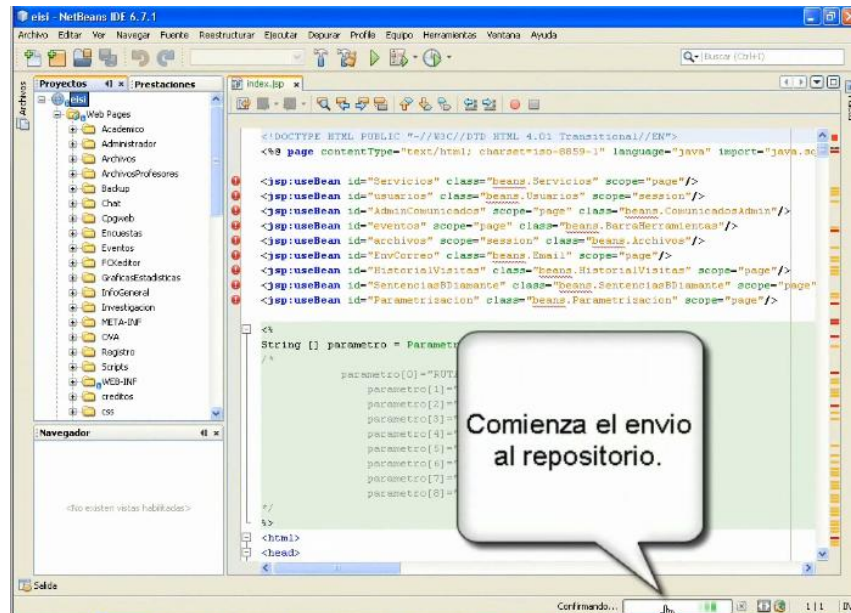 eisi - NetBeans IDE 6.7.1
Archivo Editar Ver Navegar Fuente Reestructurar Ejecutar Depurar Profile Equipo Herramientas Ventana Ayuda
Buscar (Ctrl+I)
Archivos
Proyectos
Prestaciones
index.jsp
eisi
Web Pages
Academico
Administrador
Archivos
ArchivosProfesores
Backup
Chat
Cpgweb
Encuestas
Eventos
FCKeditor
GraficasEstadisticas
InfoGeneral
Investigacion
META-INF
OVA
Registro
Scripts
WEB-INF
creditos
css
Navegador
<No existen vistas habilitadas>
<!DOCTYPE HTML PUBLIC "-//W3C//DTD HTML 4.01 Transitional//EN">
<%@ page contentType="text/html; charset=iso-8859-1" language="java" import="java.sc
<jsp:useBean id="Servicios" class="beans.Servicios" scope="page"/>
<jsp:useBean id="usuarios" class="beans.Usuarios" scope="session"/>
<jsp:useBean id="AdminComunicados" scope="page" class="beans.ComunicadosAdmin"/>
<jsp:useBean id="eventos" scope="page" class="beans.BarraHerramientas"/>
<jsp:useBean id="archivos" scope="session" class="beans.Archivos"/>
<jsp:useBean id="EnvCorreo" class="beans.Email" scope="page"/>
<jsp:useBean id="HistorialVisitas" class="beans.HistorialVisitas" scope="page"/>
<jsp:useBean id="SentenciasBDiamante" class="beans.SentenciasBDiamante" scope="page"
<jsp:useBean id="Parametrizacion" class="beans.Parametrizacion" scope="page"/>
<%
String [] parametro = Parametr
/*
parametro[0]="RUT
parametro[1]="
parametro[2]="
parametro[3]="
parametro[4]="
parametro[5]="
parametro[6]="
parametro[7]="
parametro[8]="
*/
%>
<html>
<head>
Comienza el envio
al repositorio.
Salida
Confirmando...
1|1